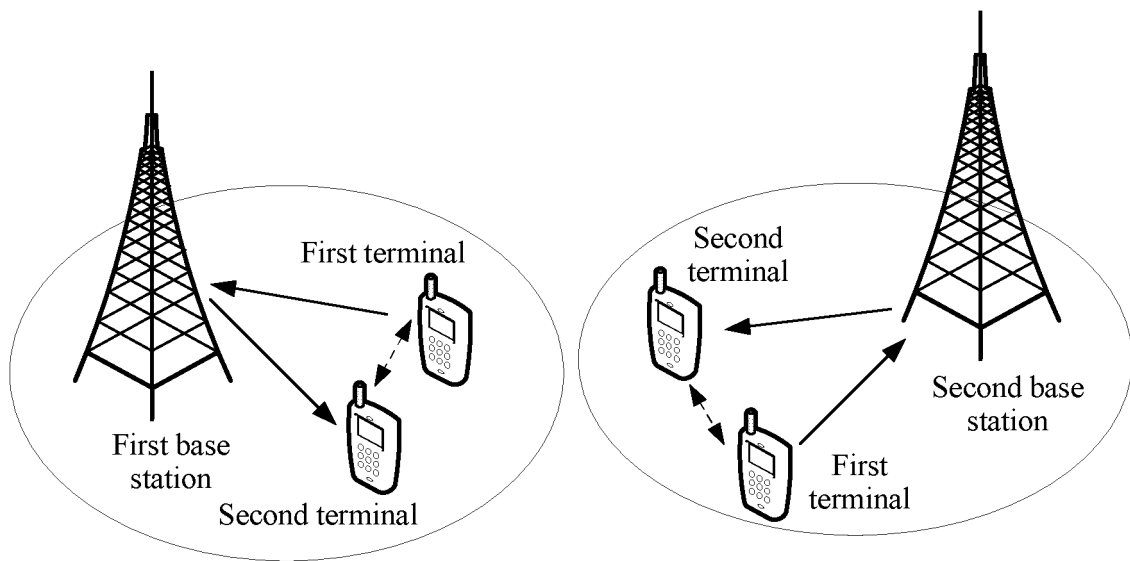 First terminal
First base
station
Second terminal
Second
terminal
Second base
station
First
terminal